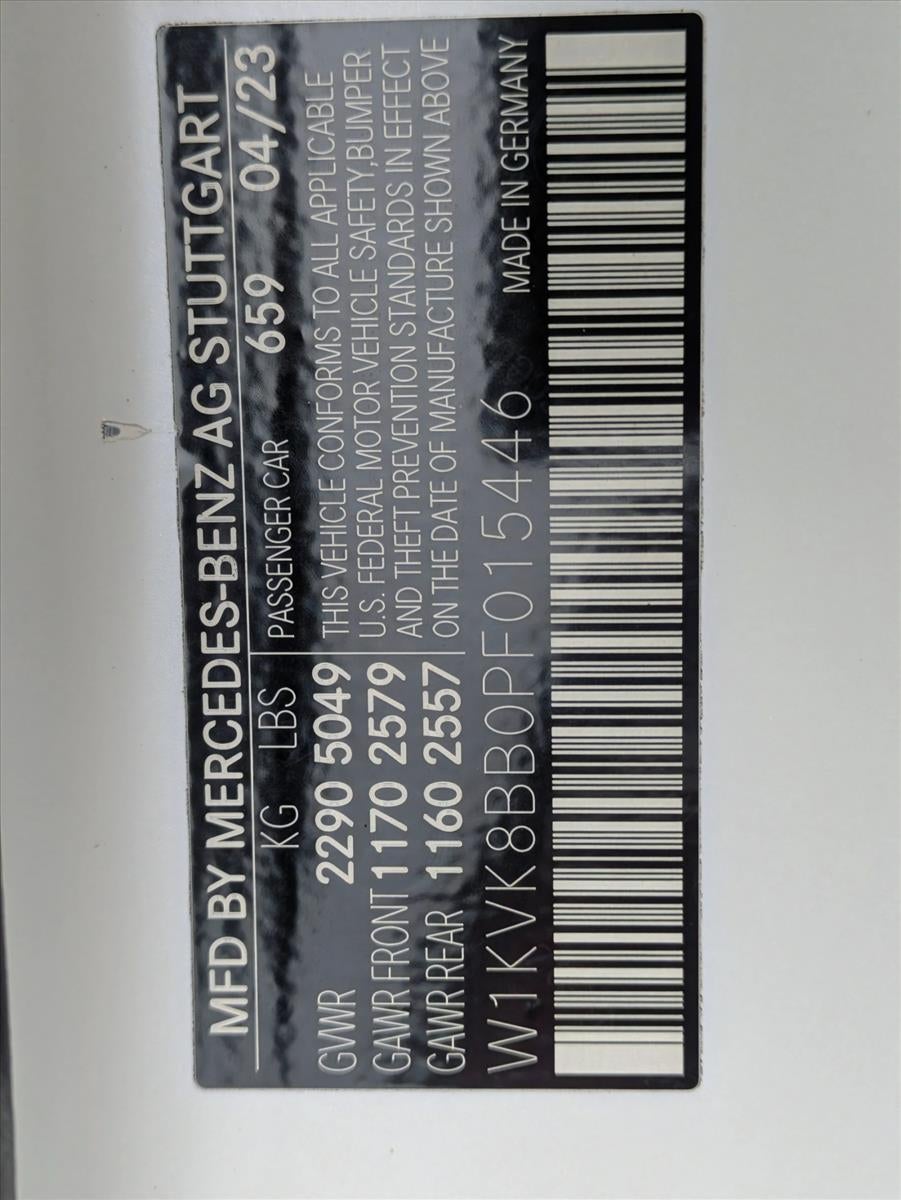 MFD BY MERCEDES-BENZ AG STUTTGART
KG LBS
GVWR 2290 5049
GAWR FRONT 1170 2579
GAWR REAR 1160 2557
PASSENGER CAR 659 04/23
THIS VEHICLE CONFORMS TO ALL APPLICABLE
U.S. FEDERAL MOTOR VEHICLE SAFETY,BUMPER
AND THEFT PREVENTION STANDARDS IN EFFECT
ON THE DATE OF MANUFACTURE SHOWN ABOVE
W1KVK8BB0PF015446 MADE IN GERMANY